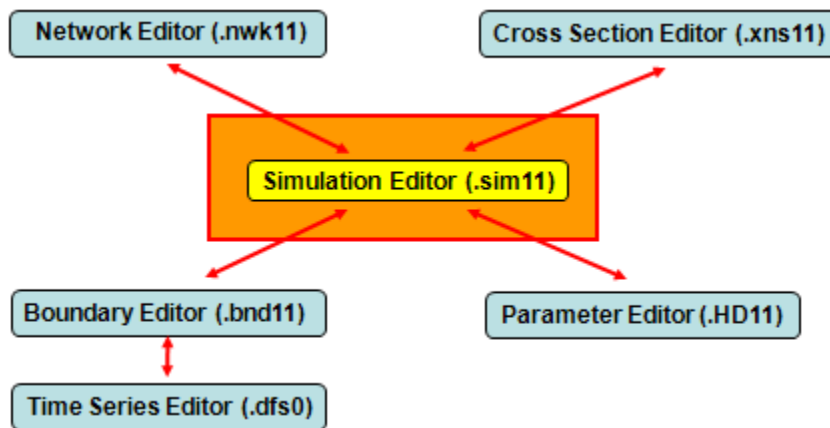 Network Editor (.nwk11)
Cross Section Editor (.xns11)
Simulation Editor (.sim11)
Boundary Editor (.bnd11)
Parameter Editor (.HD11)
Time Series Editor (.dfs0)